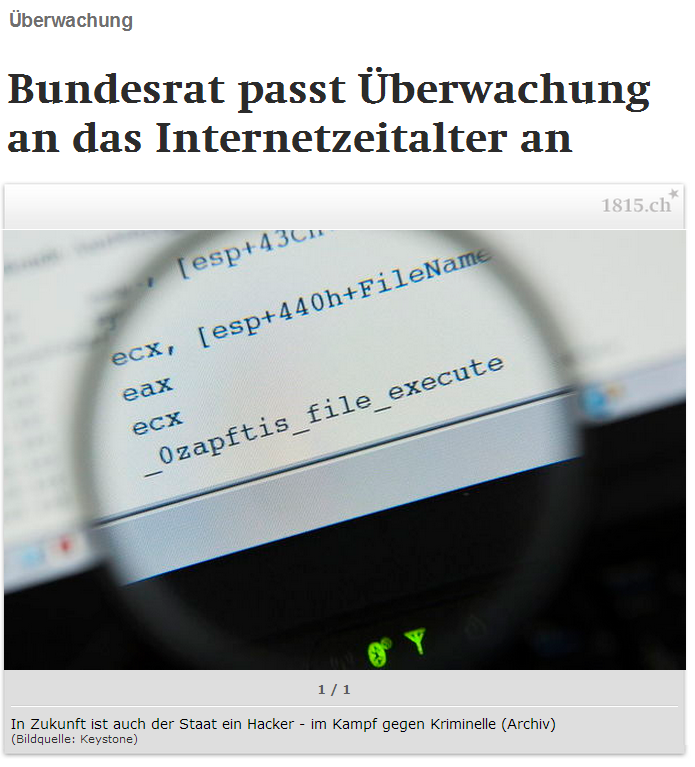 Überwachung
Bundesrat passt Überwachung
an das Internetzeitalter an
1815.ch
, [esp+43Ch
ecx, [esp+440h+FileName
eax
ecx
_0zapftis_file_execute
1 / 1
In Zukunft ist auch der Staat ein Hacker - im Kampf gegen Kriminelle (Archiv)
(Bildquelle: Keystone)